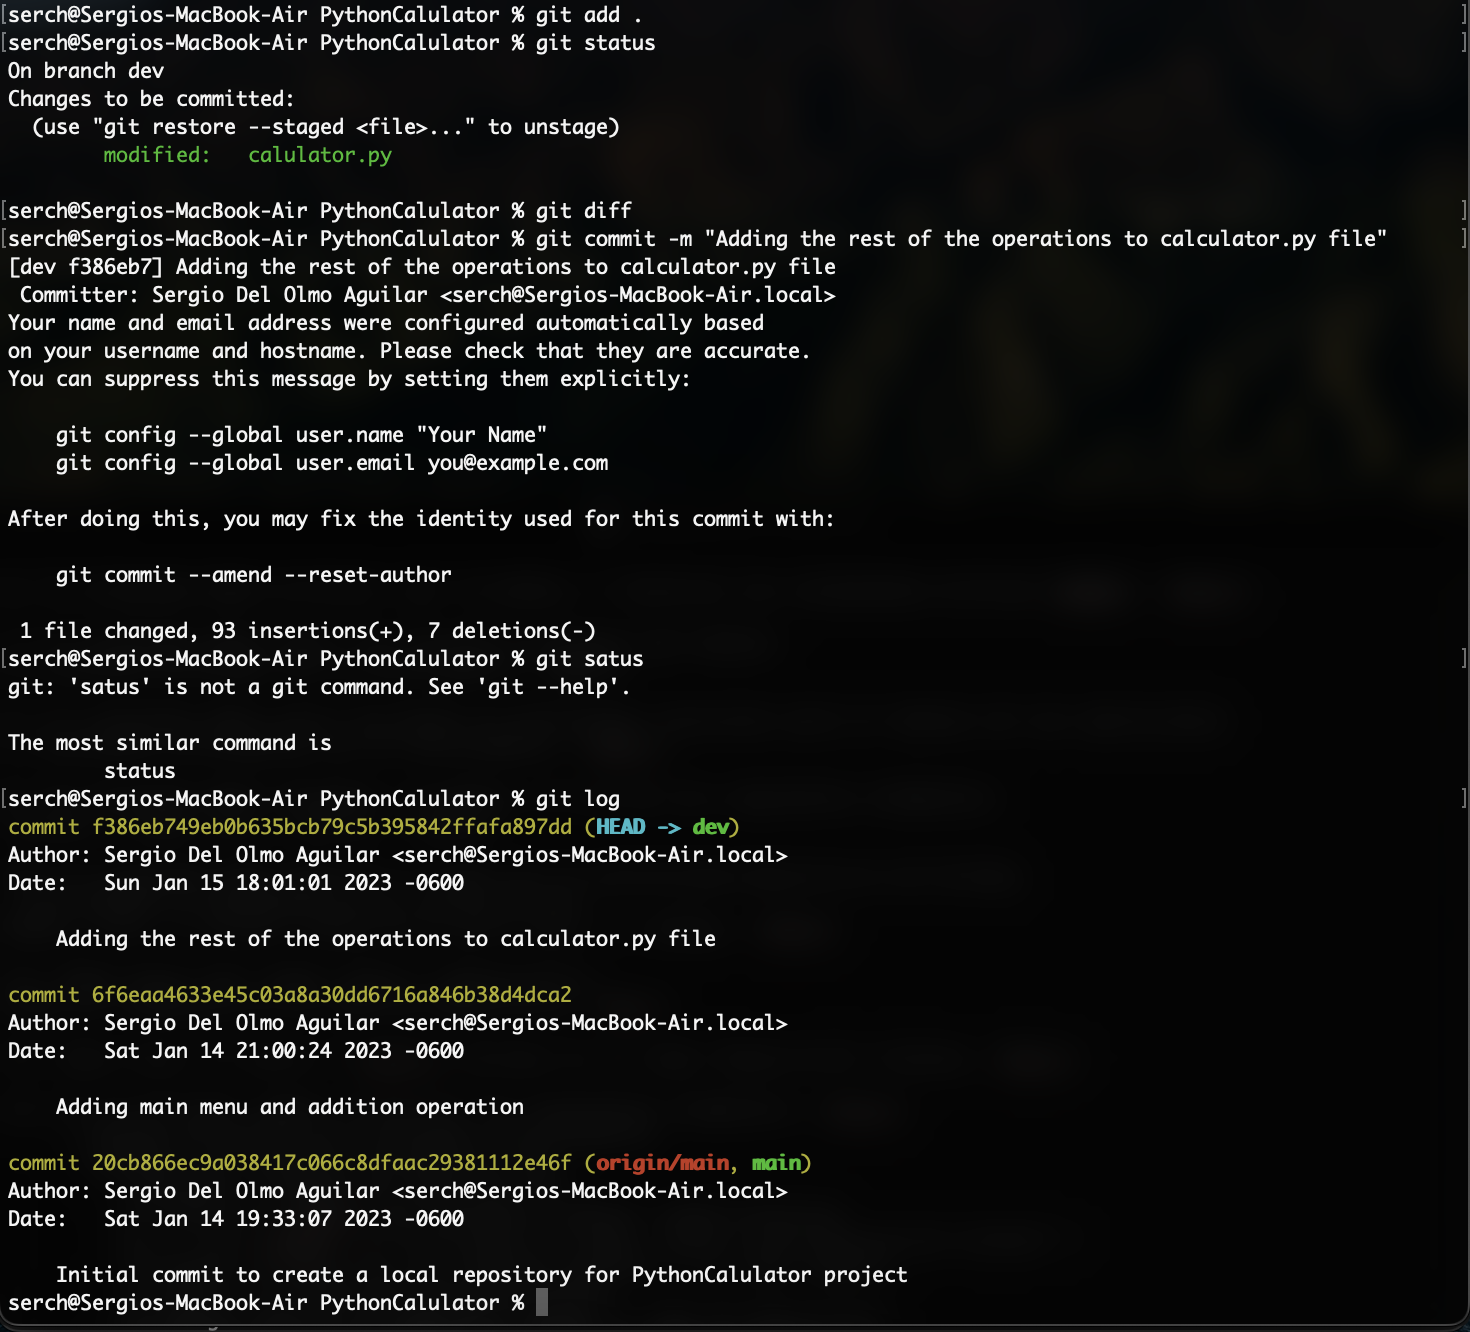 [serch@Sergios-MacBook-Air PythonCalulator % git add . ]
[serch@Sergios-MacBook-Air PythonCalulator % git status ]
On branch dev
Changes to be committed:
  (use "git restore --staged <file>..." to unstage)
        modified:   calulator.py

[serch@Sergios-MacBook-Air PythonCalulator % git diff ]
[serch@Sergios-MacBook-Air PythonCalulator % git commit -m "Adding the rest of the operations to calculator.py file" ]
[dev f386eb7] Adding the rest of the operations to calculator.py file
 Committer: Sergio Del Olmo Aguilar <serch@Sergios-MacBook-Air.local>
Your name and email address were configured automatically based
on your username and hostname. Please check that they are accurate.
You can suppress this message by setting them explicitly:

    git config --global user.name "Your Name"
    git config --global user.email you@example.com

After doing this, you may fix the identity used for this commit with:

    git commit --amend --reset-author

 1 file changed, 93 insertions(+), 7 deletions(-)
[serch@Sergios-MacBook-Air PythonCalulator % git satus ]
git: 'satus' is not a git command. See 'git --help'.

The most similar command is
        status
[serch@Sergios-MacBook-Air PythonCalulator % git log ]
commit f386eb749eb0b635bcb79c5b395842ffafa897dd (HEAD -> dev)
Author: Sergio Del Olmo Aguilar <serch@Sergios-MacBook-Air.local>
Date:   Sun Jan 15 18:01:01 2023 -0600

    Adding the rest of the operations to calculator.py file

commit 6f6eaa4633e45c03a8a30dd6716a846b38d4dca2
Author: Sergio Del Olmo Aguilar <serch@Sergios-MacBook-Air.local>
Date:   Sat Jan 14 21:00:24 2023 -0600

    Adding main menu and addition operation

commit 20cb866ec9a038417c066c8dfaac29381112e46f (origin/main, main)
Author: Sergio Del Olmo Aguilar <serch@Sergios-MacBook-Air.local>
Date:   Sat Jan 14 19:33:07 2023 -0600

    Initial commit to create a local repository for PythonCalulator project
serch@Sergios-MacBook-Air PythonCalulator %